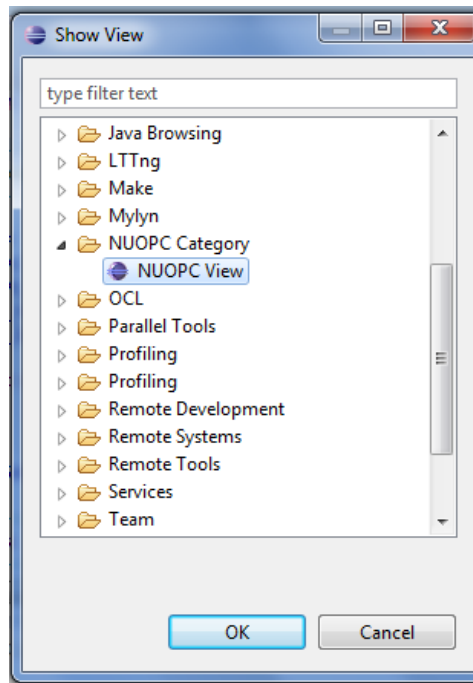 Show View
type filter text
Java Browsing
LTTng
Make
Mylyn
NUOPC Category
NUOPC View
OCL
Parallel Tools
Profiling
Profiling
Remote Development
Remote Systems
Remote Tools
Services
Team
OK Cancel